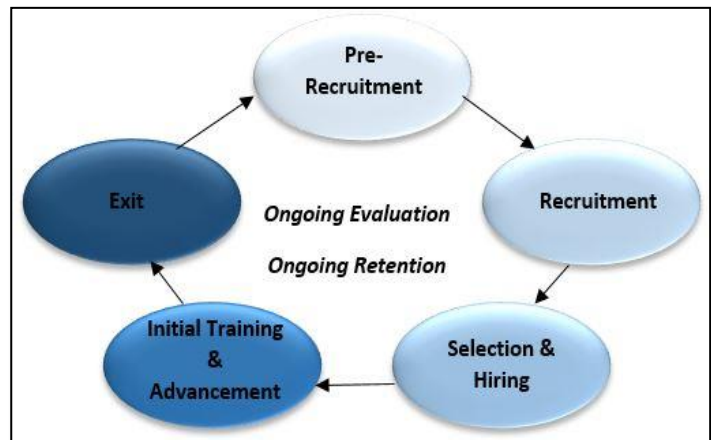 Pre-
Recruitment
Recruitment
Selection &
Hiring
Initial Training
&
Advancement
Exit
Ongoing Evaluation
Ongoing Retention